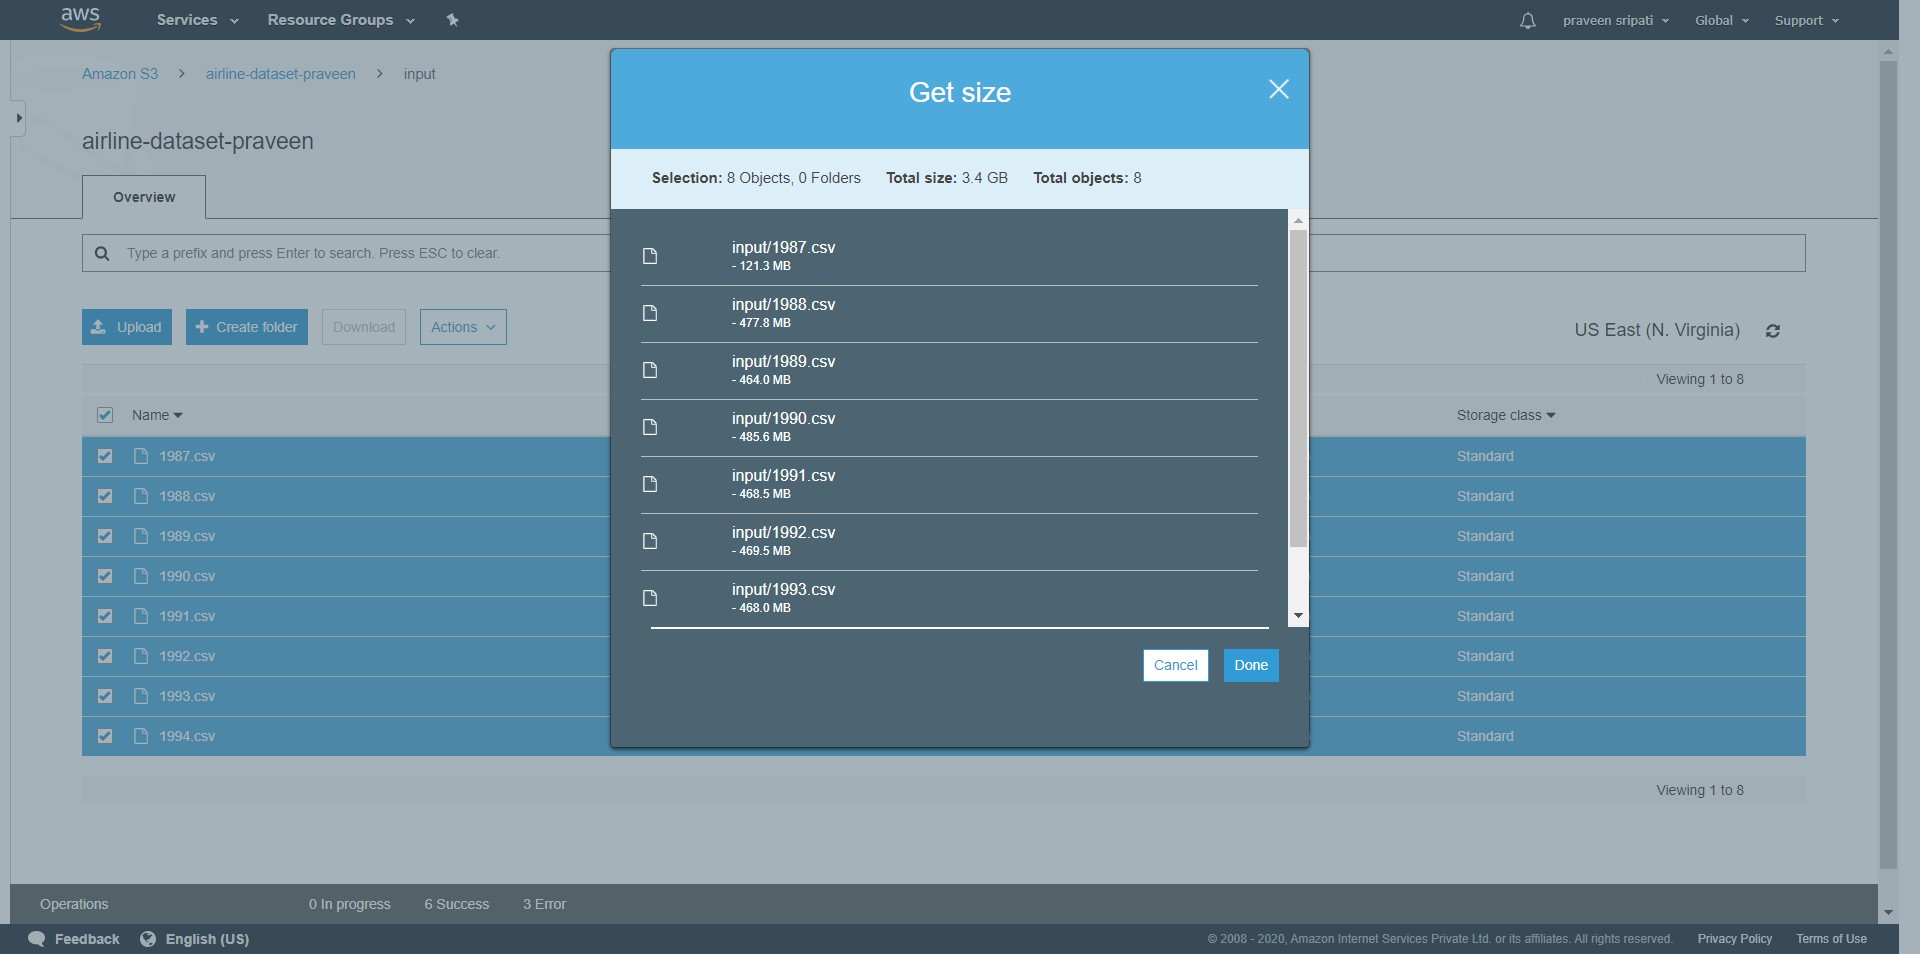 aws Services Resource Groups praveen sripati Global Support
Amazon S3 > airline-dataset-praveen > input
airline-dataset-praveen
Overview
Type a prefix and press Enter to search. Press ESC to clear.
Upload Create folder Download Actions
US East (N. Virginia)
Viewing 1 to 8
Name Storage class
1987.csv Standard
1988.csv Standard
1989.csv Standard
1990.csv Standard
1991.csv Standard
1992.csv Standard
1993.csv Standard
1994.csv Standard
Viewing 1 to 8
Get size
Selection: 8 Objects, 0 Folders Total size: 3.4 GB Total objects: 8
input/1987.csv
- 121.3 MB
input/1988.csv
- 477.8 MB
input/1989.csv
- 464.0 MB
input/1990.csv
- 485.6 MB
input/1991.csv
- 468.5 MB
input/1992.csv
- 469.5 MB
input/1993.csv
- 468.0 MB
Cancel Done
Operations 0 In progress 6 Success 3 Error
Feedback English (US) © 2008 - 2020, Amazon Internet Services Private Ltd. or its affiliates. All rights reserved. Privacy Policy Terms of Use